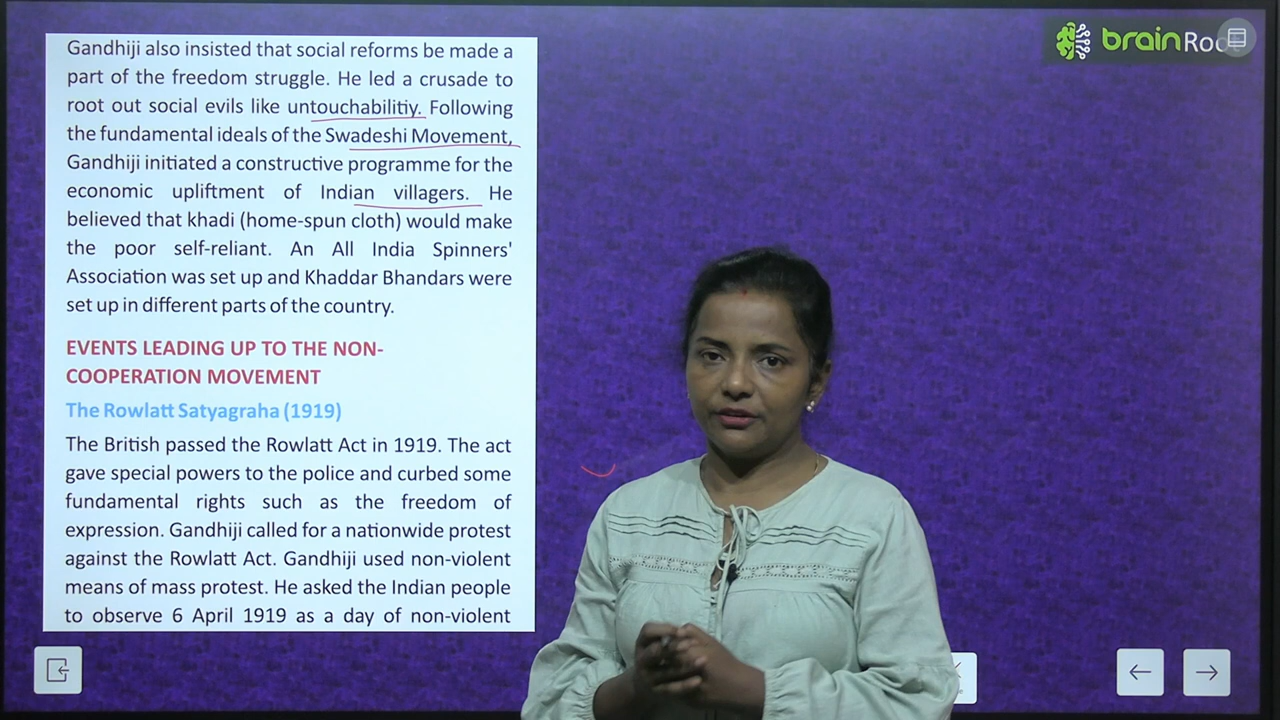 Gandhiji also insisted that social reforms be made a
part of the freedom struggle. He led a crusade to
root out social evils like untouchabilitiy. Following
the fundamental ideals of the Swadeshi Movement,
Gandhiji initiated a constructive programme for the
economic upliftment of Indian villagers. He
believed that khadi (home-spun cloth) would make
the poor self-reliant. An All India Spinners'
Association was set up and Khaddar Bhandars were
set up in different parts of the country.
EVENTS LEADING UP TO THE NON-
COOPERATION MOVEMENT
The Rowlatt Satyagraha (1919)
The British passed the Rowlatt Act in 1919. The act
gave special powers to the police and curbed some
fundamental rights such as the freedom of
expression. Gandhiji called for a nationwide protest
against the Rowlatt Act. Gandhiji used non-violent
means of mass protest. He asked the Indian people
to observe 6 April 1919 as a day of non-violent
brain